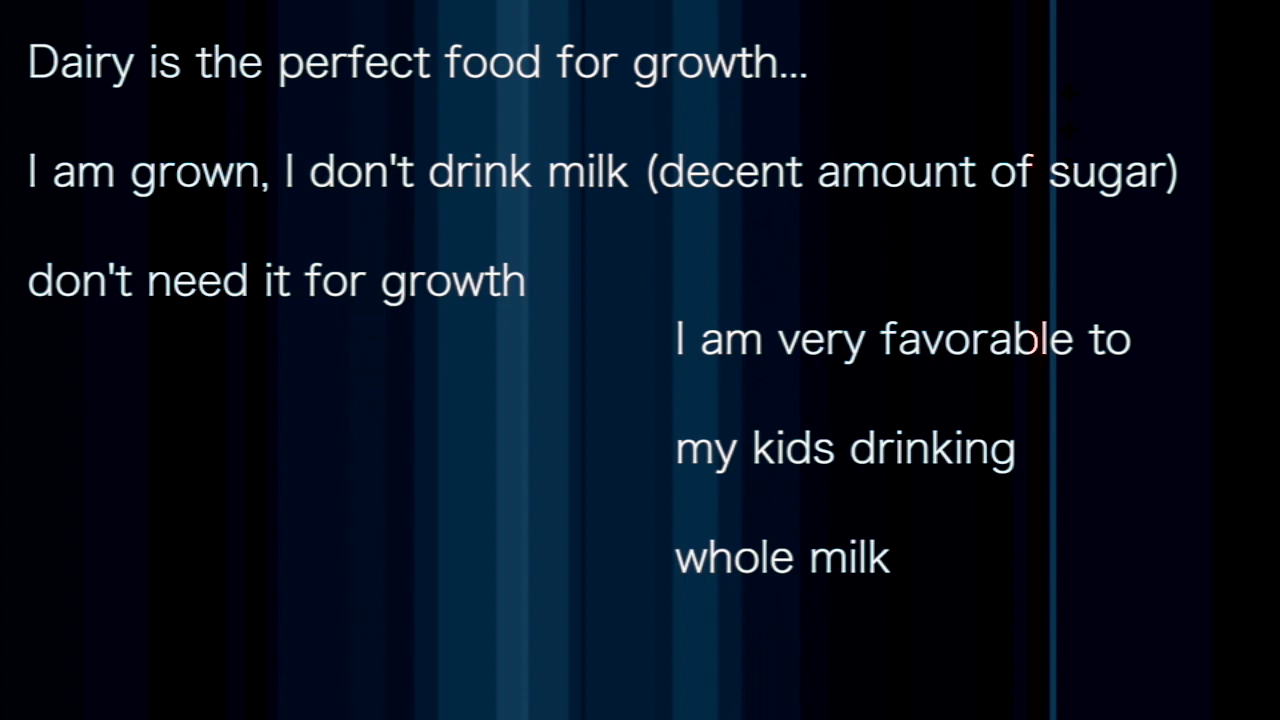 Dairy is the perfect food for growth...
I am grown, I don't drink milk (decent amount of sugar)
don't need it for growth
I am very favorable to
my kids drinking
whole milk